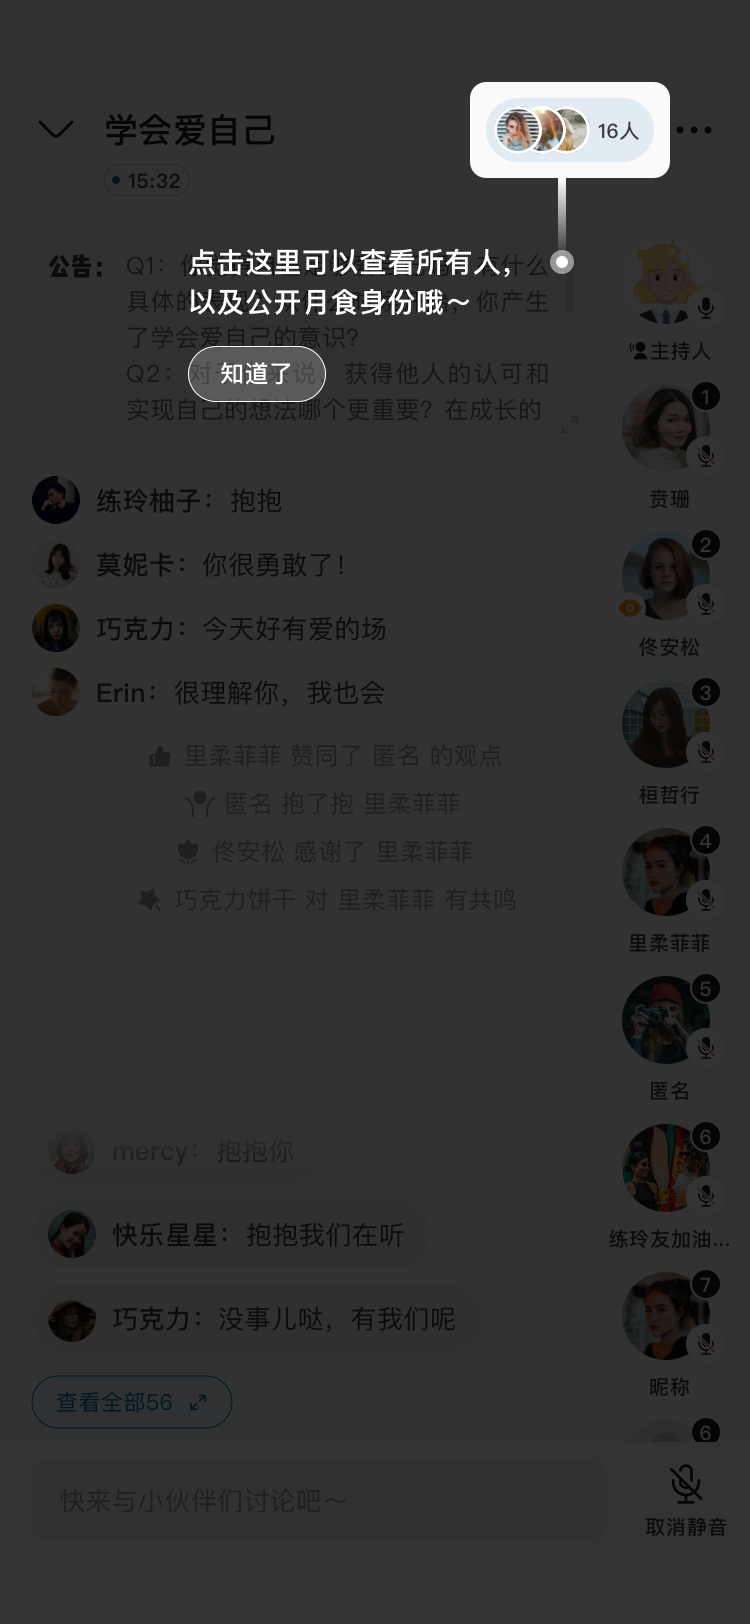 学会爱自己
16人
15:32
点击这里可以查看所有人，
以及公开月食身份哦～
知道了
公告：
Q1：
有什么
具体的
你产生
了学会爱自己的意识？
Q2：对于 来说，获得他人的认可和
实现自己的想法哪个更重要？在成长的
主持人
1
贲珊
2
佟安松
3
桓哲行
4
里柔菲菲
5
匿名
6
练玲友加油...
7
昵称
6
练玲柚子：抱抱
莫妮卡：你很勇敢了！
巧克力：今天好有爱的场
Erin：很理解你，我也会
里柔菲菲 赞同了 匿名 的观点
匿名 抱了抱 里柔菲菲
佟安松 感谢了 里柔菲菲
巧克力饼干 对 里柔菲菲 有共鸣
mercy：抱抱你
快乐星星：抱抱我们在听
巧克力：没事儿哒，有我们呢
查看全部56
快来与小伙伴们讨论吧～
取消静音